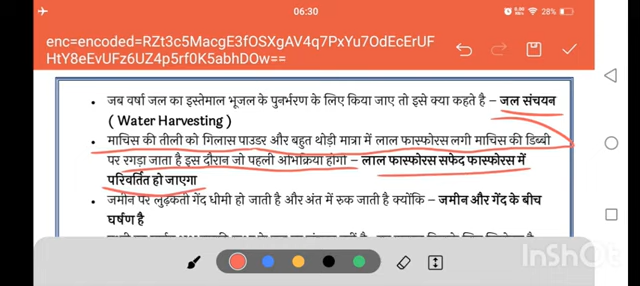 06:30
28%
enc=encoded=RZt3c5MacgE3fOSXgAV4q7PxYu7OdEcErUF
HtY8eEvUFz6UZ4p5rf0K5abhDOw==
• जब वर्षा जल का इस्तेमाल भूजल के पुनर्भरण के लिए किया जाए तो इसे क्या कहते है – जल संचयन
( Water Harvesting )
• माचिस की तीली को गिलास पाउडर और बहुत थोड़ी मात्रा में लाल फास्फोरस लगी माचिस की डिब्बी
पर रगड़ा जाता है इस दौरान जो पहली अभिक्रिया होगी – लाल फास्फोरस सफेद फास्फोरस में
परिवर्तित हो जाएगा
• जमीन पर लुढ़कती गेंद धीमी हो जाती है और अंत में रुक जाती है क्योंकि – जमीन और गेंद के बीच
घर्षण है
InShOt